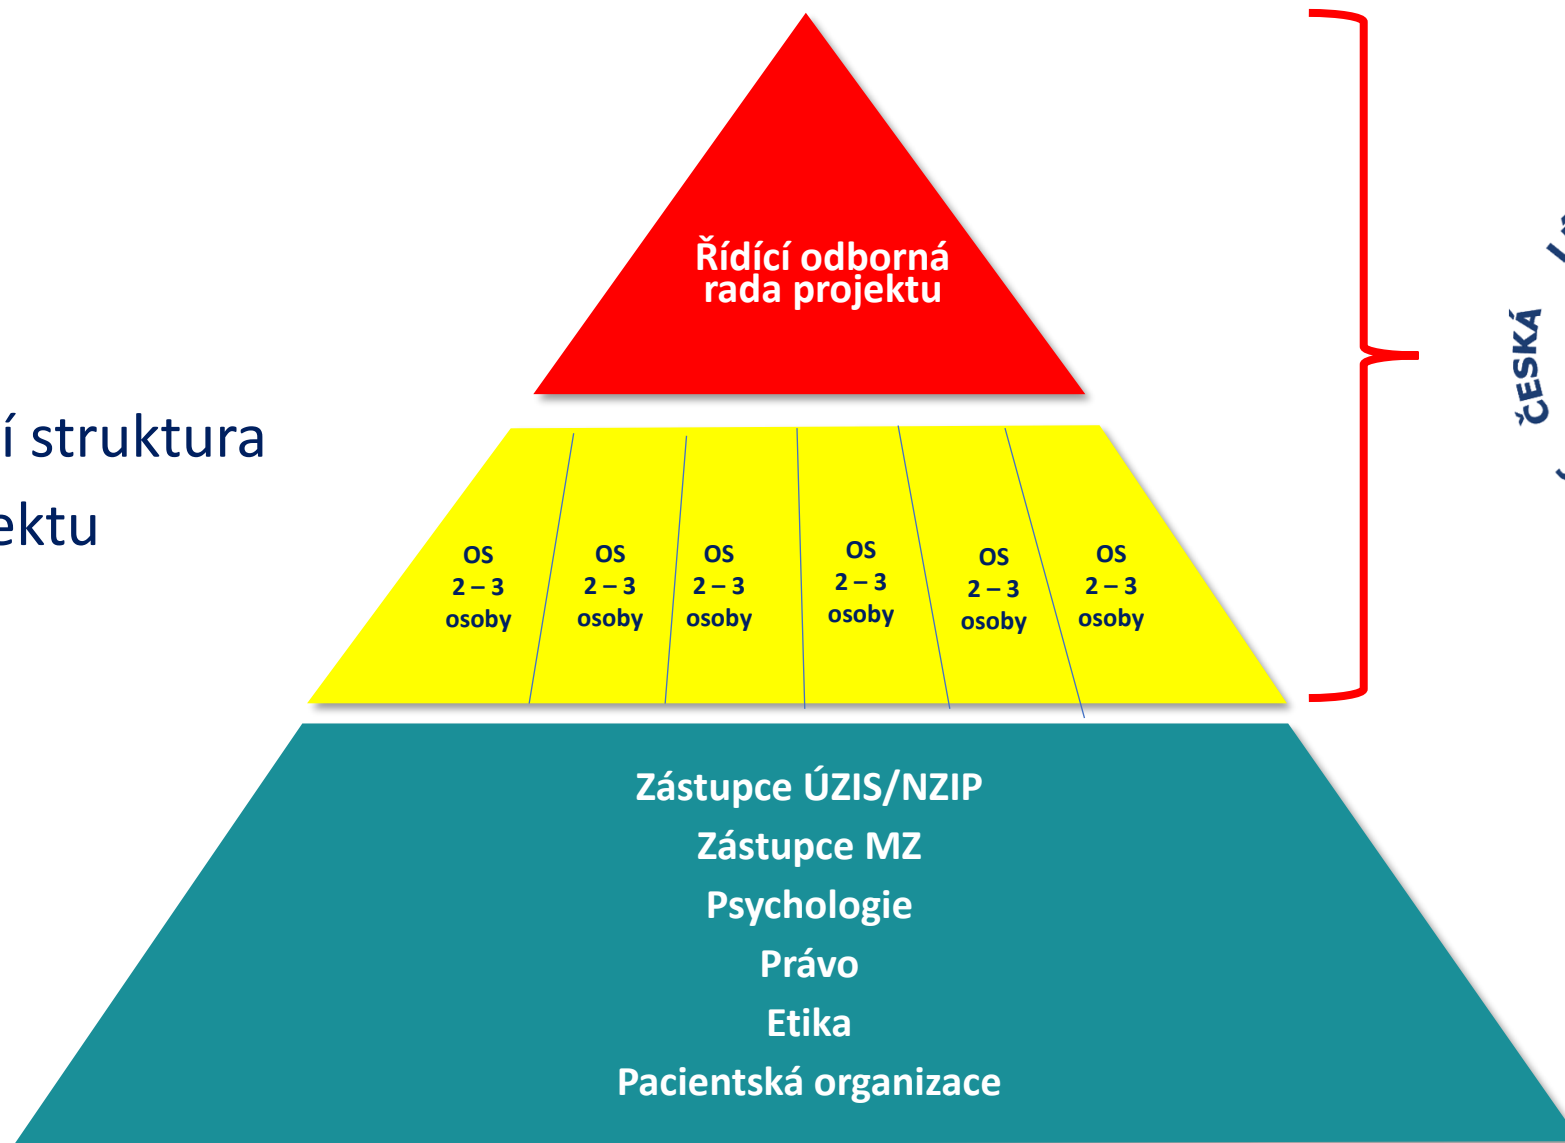 Řídící odborná
rada projektu
í struktura
ektu
OS
2 – 3
osoby
OS
2 – 3
osoby
OS
2 – 3
osoby
OS
2 – 3
osoby
OS
2 – 3
osoby
OS
2 – 3
osoby
ČESKÁ
Zástupce ÚZIS/NZIP
Zástupce MZ
Psychologie
Právo
Etika
Pacientská organizace